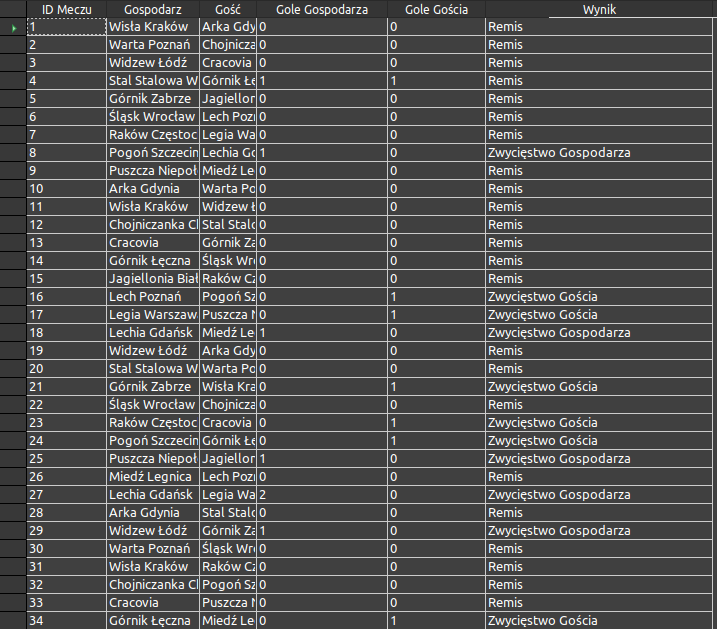 ID Meczu Gospodarz Gość Gole Gospodarza Gole Gościa Wynik
1 Wisła Kraków Arka Gdy 0 0 Remis
2 Warta Poznań Chojnicza 0 0 Remis
3 Widzew Łódź Cracovia 0 0 Remis
4 Stal Stalowa W Górnik Łę 1 1 Remis
5 Górnik Zabrze Jagiellor 0 0 Remis
6 Śląsk Wrocław Lech Poz 0 0 Remis
7 Raków Częstoc Legia Wa 0 0 Remis
8 Pogoń Szczecin Lechia Gd 1 0 Zwycięstwo Gospodarza
9 Puszcza Niepoł Miedź Le 0 0 Remis
10 Arka Gdynia Warta Po 0 0 Remis
11 Wisła Kraków Widzew Ł 0 0 Remis
12 Chojniczanka C Stal Stalo 0 0 Remis
13 Cracovia Górnik Za 0 0 Remis
14 Górnik Łęczna Śląsk Wr 0 0 Remis
15 Jagiellonia Biał Raków Cz 0 0 Remis
16 Lech Poznań Pogoń Sz 0 1 Zwycięstwo Gościa
17 Legia Warszaw Puszcza N 0 1 Zwycięstwo Gościa
18 Lechia Gdańsk Miedź Le 1 0 Zwycięstwo Gospodarza
19 Widzew Łódź Arka Gdy 0 0 Remis
20 Stal Stalowa W Warta Po 0 0 Remis
21 Górnik Zabrze Wisła Kra 0 1 Zwycięstwo Gościa
22 Śląsk Wrocław Chojnicza 0 0 Remis
23 Raków Częstoc Cracovia 0 1 Zwycięstwo Gościa
24 Pogoń Szczecin Górnik Łę 0 1 Zwycięstwo Gościa
25 Puszcza Niepoł Jagiellor 1 0 Zwycięstwo Gospodarza
26 Miedź Legnica Lech Poz 0 0 Remis
27 Lechia Gdańsk Legia Wa 2 0 Zwycięstwo Gospodarza
28 Arka Gdynia Stal Stalo 0 0 Remis
29 Widzew Łódź Górnik Za 1 0 Zwycięstwo Gospodarza
30 Warta Poznań Śląsk Wr 0 0 Remis
31 Wisła Kraków Raków Cz 0 0 Remis
32 Chojniczanka C Pogoń Sz 0 0 Remis
33 Cracovia Puszcza N 0 0 Remis
34 Górnik Łęczna Miedź Le 0 1 Zwycięstwo Gościa